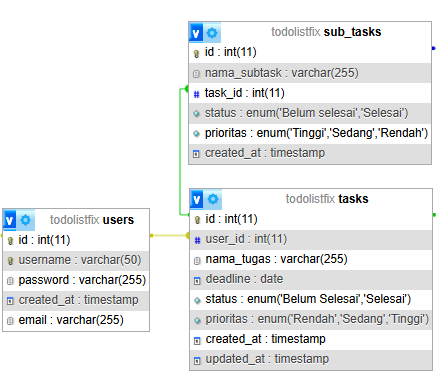 todolistfix sub_tasks
id : int(11)
nama_subtask : varchar(255)
task_id : int(11)
status : enum('Belum selesai','Selesai')
prioritas : enum('Tinggi','Sedang','Rendah')
created_at : timestamp
todolistfix users
id : int(11)
username : varchar(50)
password : varchar(255)
created_at : timestamp
email : varchar(255)
todolistfix tasks
id : int(11)
user_id : int(11)
nama_tugas : varchar(255)
deadline : date
status : enum('Belum Selesai','Selesai')
prioritas : enum('Rendah','Sedang','Tinggi')
created_at : timestamp
updated_at : timestamp